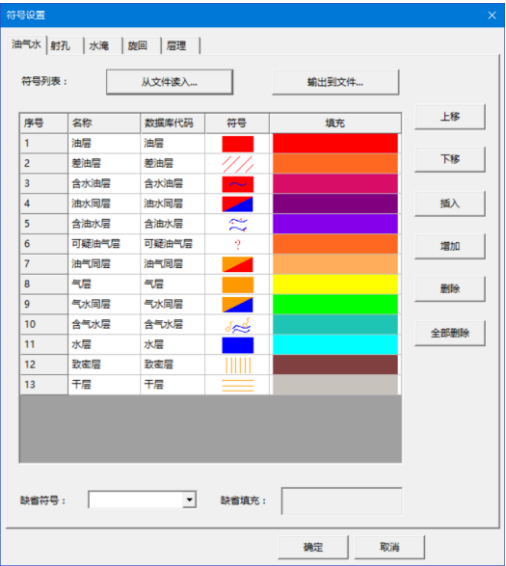 符号设置
油气水 射孔 水淹 旋回 层理
符号列表： 从文件读入... 输出到文件...
序号 名称 数据库代码 符号 填充
1 油层 油层
2 差油层 差油层
3 含水油层 含水油层
4 油水同层 油水同层
5 含油水层 含油水层
6 可疑油气层 可疑油气层 ?
7 油气同层 油气同层
8 气层 气层
9 气水同层 气水同层
10 含气水层 含气水层
11 水层 水层
12 致密层 致密层
13 干层 干层
上移
下移
插入
增加
删除
全部删除
缺省符号： 缺省填充：
确定 取消